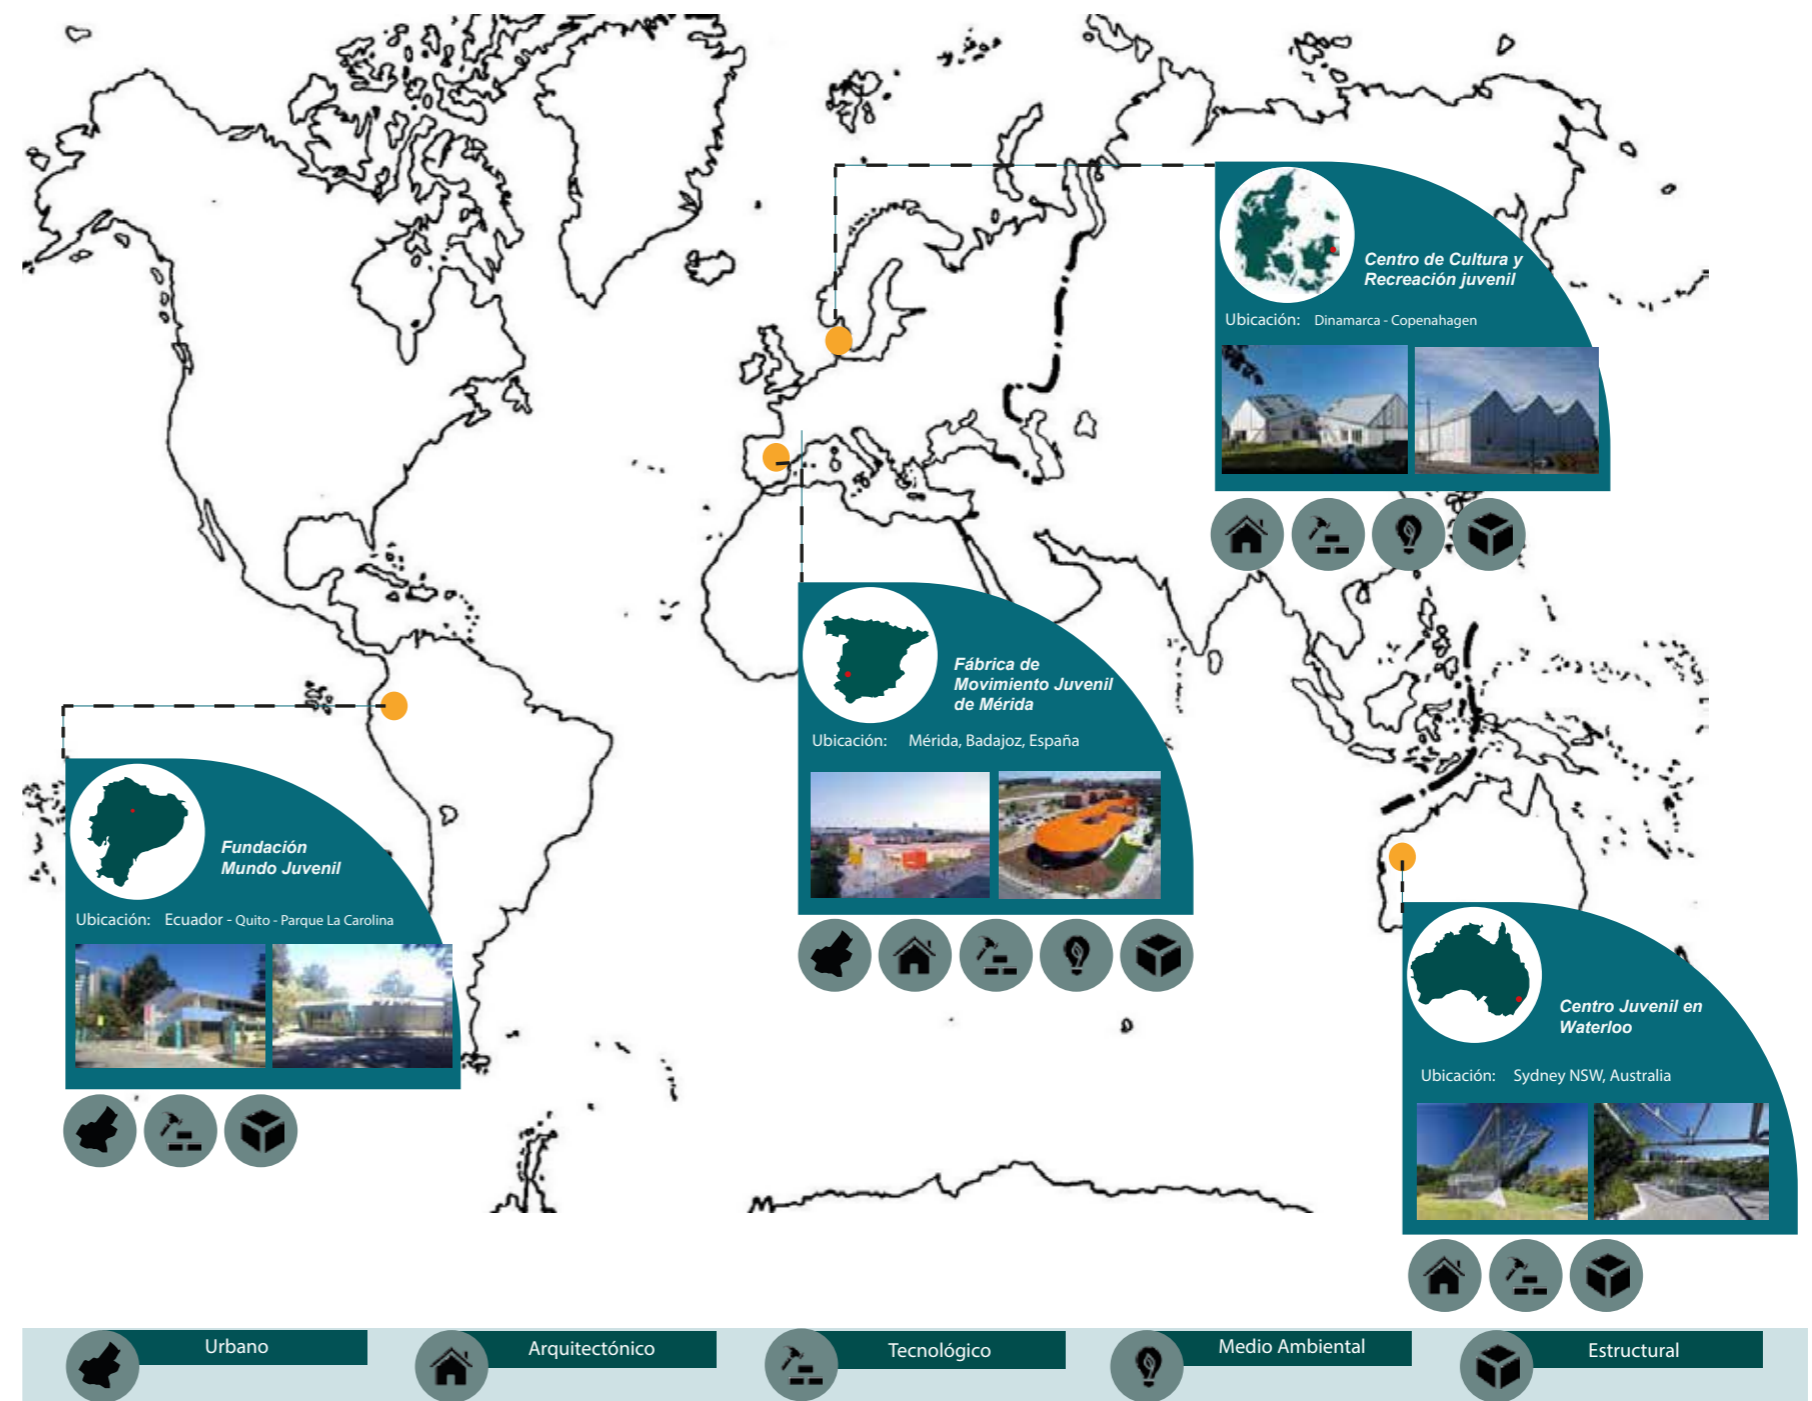 Centro de Cultura y
Recreación juvenil
Ubicación: Dinamarca - Copenahagen
Fábrica de
Movimiento Juvenil
de Mérida
Ubicación: Mérida, Badajoz, España
Fundación
Mundo Juvenil
Ubicación: Ecuador - Quito - Parque La Carolina
Centro Juvenil en
Waterloo
Ubicación: Sydney NSW, Australia
Urbano
Arquitectónico
Tecnológico
Medio Ambiental
Estructural